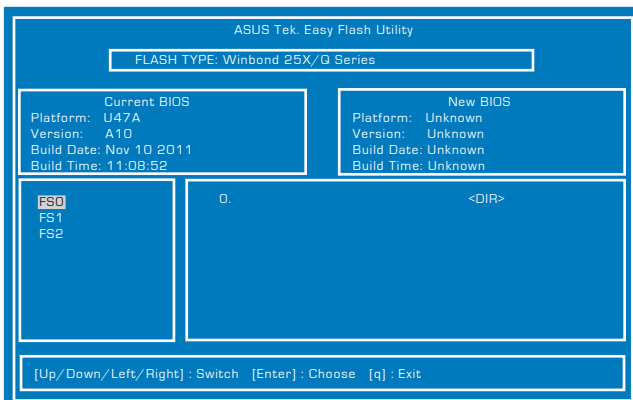 ASUS Tek. Easy Flash Utility
FLASH TYPE: Winbond 25X/Q Series
Current BIOS
Platform: U47A
Version: A10
Build Date: Nov 10 2011
Build Time: 11:08:52
New BIOS
Platform: Unknown
Version: Unknown
Build Date: Unknown
Build Time: Unknown
FS0
FS1
FS2
0. <DIR>
[Up/Down/Left/Right] : Switch [Enter] : Choose [q] : Exit